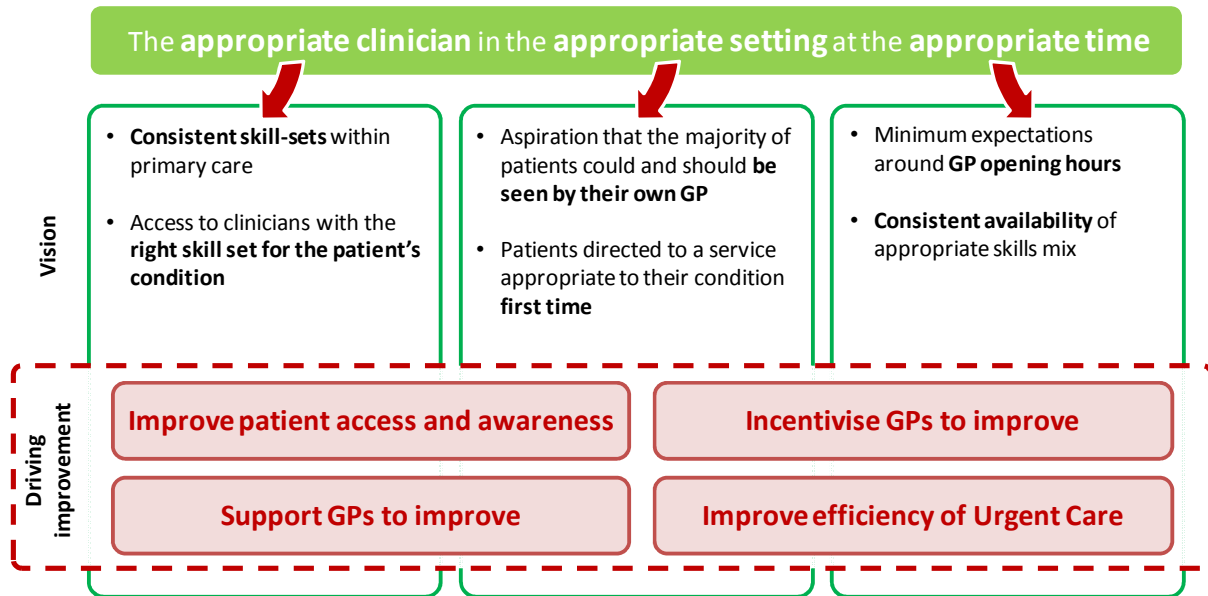 The appropriate clinician in the appropriate setting at the appropriate time
Vision
• Consistent skill-sets within
primary care
• Access to clinicians with the
right skill set for the patient's
condition
• Aspiration that the majority of
patients could and should be
seen by their own GP
• Patients directed to a service
appropriate to their condition
first time
• Minimum expectations
around GP opening hours
• Consistent availability of
appropriate skills mix
Driving
improvement
Improve patient access and awareness
Incentivise GPs to improve
Support GPs to improve
Improve efficiency of Urgent Care